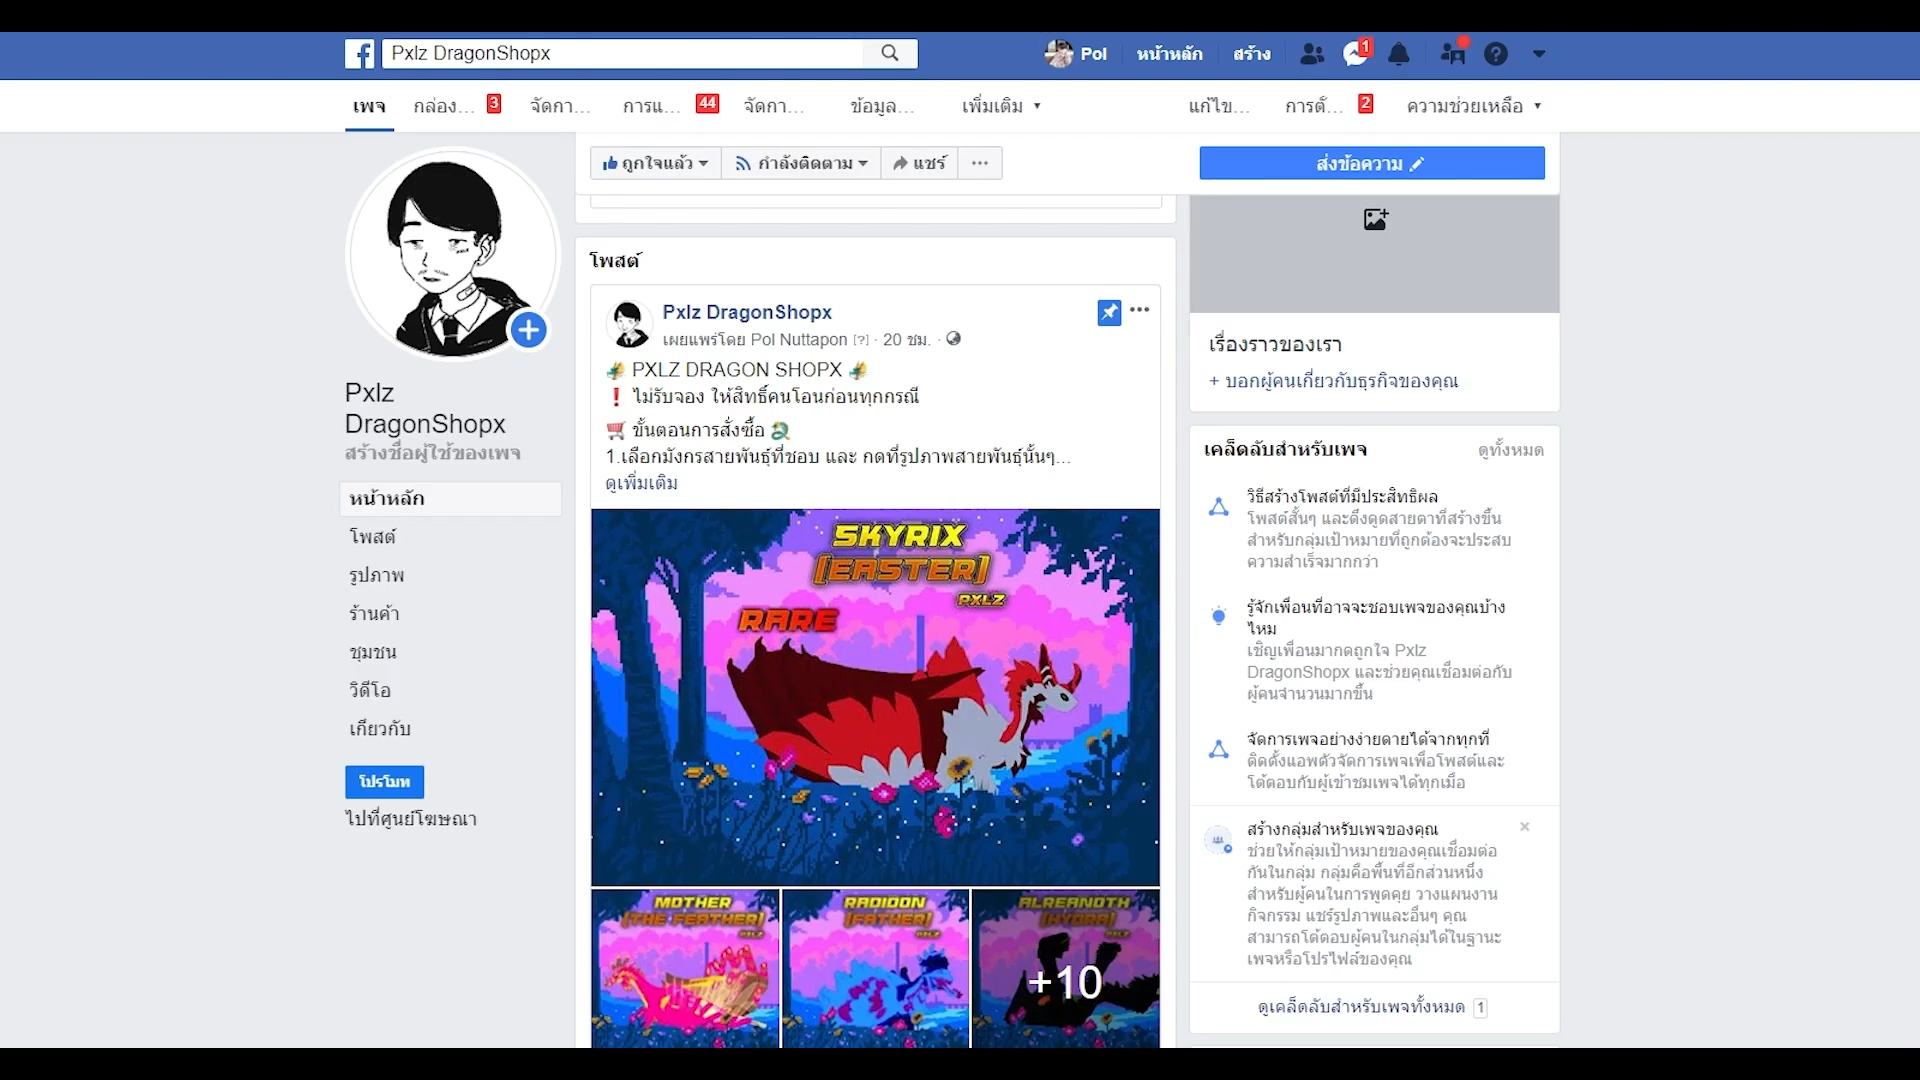 Pxlz DragonShopx
Pol
หน้าหลัก
สร้าง
1
เพจ
กล่อง...
3
จัดกา...
การแ...
44
จัดกา...
ข้อมูล...
เพิ่มเติม
แก้ไข...
การตั้...
2
ความช่วยเหลือ
ถูกใจแล้ว
กำลังติดตาม
แชร์
ส่งข้อความ
Pxlz
DragonShopx
สร้างชื่อผู้ใช้ของเพจ
หน้าหลัก
โพสต์
รูปภาพ
ร้านค้า
ชุมชน
วิดีโอ
เกี่ยวกับ
โปรโมท
ไปที่ศูนย์โฆษณา
โพสต์
Pxlz DragonShopx
เผยแพร่โดย Pol Nuttapon [?] · 20 ชม. ·
PXLZ DRAGON SHOPX
ไม่รับจอง ให้สิทธิ์คนโอนก่อนทุกกรณี
ขั้นตอนการสั่งซื้อ
1.เลือกมังกรสายพันธุ์ที่ชอบ และ กดที่รูปภาพสายพันธุ์นั้นๆ...
ดูเพิ่มเติม
SKYRIX
[EASTER]
PXLZ
RARE
MOTHER
[THE FEATHER]
PXLZ
RADIDON
[FATHER]
PXLZ
ALREANOTH
[HYDRA]
PXLZ
+10
เรื่องราวของเรา
+ บอกผู้คนเกี่ยวกับธุรกิจของคุณ
เคล็ดลับสำหรับเพจ
ดูทั้งหมด
วิธีสร้างโพสต์ที่มีประสิทธิผล
โพสต์สั้นๆ และดึงดูดสายตาที่สร้างขึ้น
สำหรับกลุ่มเป้าหมายที่ถูกต้องจะประสบ
ความสำเร็จมากกว่า
รู้จักเพื่อนที่อาจจะชอบเพจของคุณบ้าง
ไหม
เชิญเพื่อนมากดถูกใจ Pxlz
DragonShopx และช่วยคุณเชื่อมต่อกับ
ผู้คนจำนวนมากขึ้น
จัดการเพจอย่างง่ายดายได้จากทุกที่
ติดตั้งแอพตัวจัดการเพจเพื่อโพสต์และ
โต้ตอบกับผู้เข้าชมเพจได้ทุกเมื่อ
สร้างกลุ่มสำหรับเพจของคุณ
ช่วยให้กลุ่มเป้าหมายของคุณเชื่อมต่อ
กันในกลุ่ม กลุ่มคือพื้นที่อีกส่วนหนึ่ง
สำหรับผู้คนในการพูดคุย วางแผนงาน
กิจกรรม แชร์รูปภาพและอื่นๆ คุณ
สามารถโต้ตอบผู้คนในกลุ่มได้ในฐานะ
เพจหรือโปรไฟล์ของคุณ
ดูเคล็ดลับสำหรับเพจทั้งหมด 1